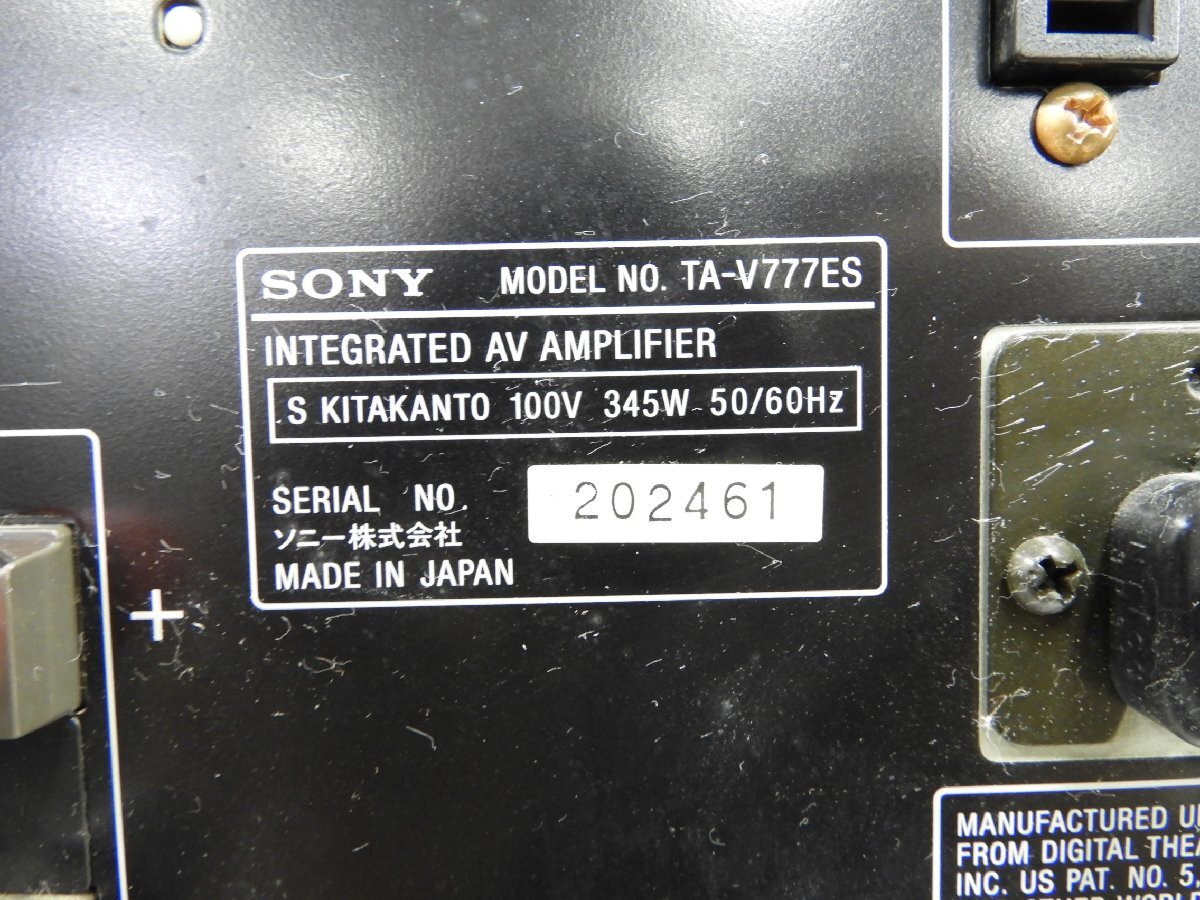 SONY MODEL NO. TA-V777ES
INTEGRATED AV AMPLIFIER
S KITAKANTO 100V 345W 50/60Hz
SERIAL NO. 202461
ソニー株式会社
MADE IN JAPAN
+
MANUFACTURED
FROM DIGITAL
INC. US PAT. NO. 5,